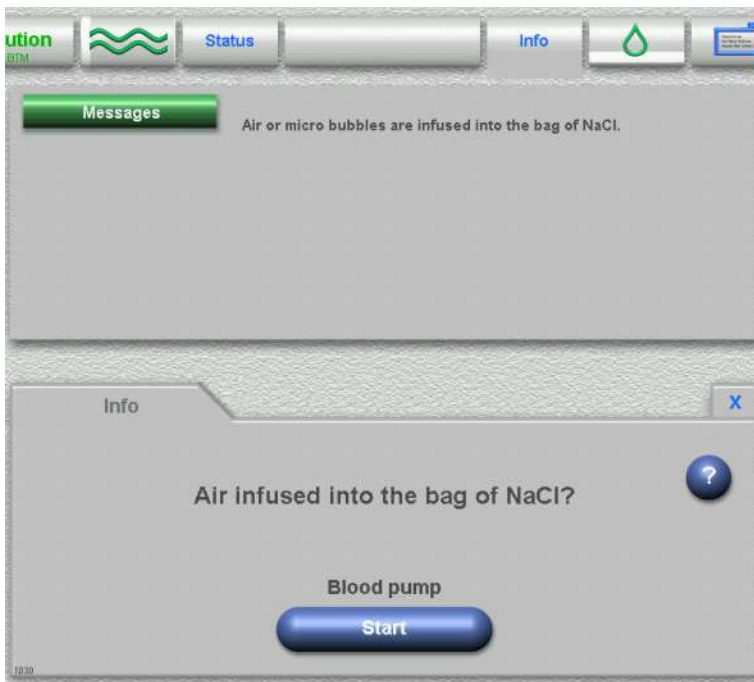 ution
BTM
Status
Info
Messages
Air or micro bubbles are infused into the bag of NaCl.
Info
X
?
Air infused into the bag of NaCl?
Blood pump
Start
1030